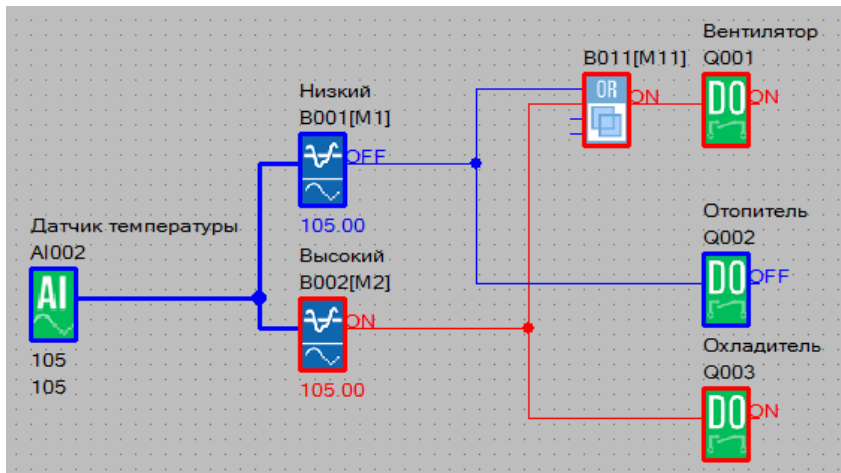 Вентилятор
B011[M11]
Q001
OR
ON
DO
ON
Низкий
B001[M1]
OFF
105.00
Датчик температуры
AI002
AI
105
105
Высокий
B002[M2]
ON
105.00
Отопитель
Q002
DO
OFF
Охладитель
Q003
DO
ON